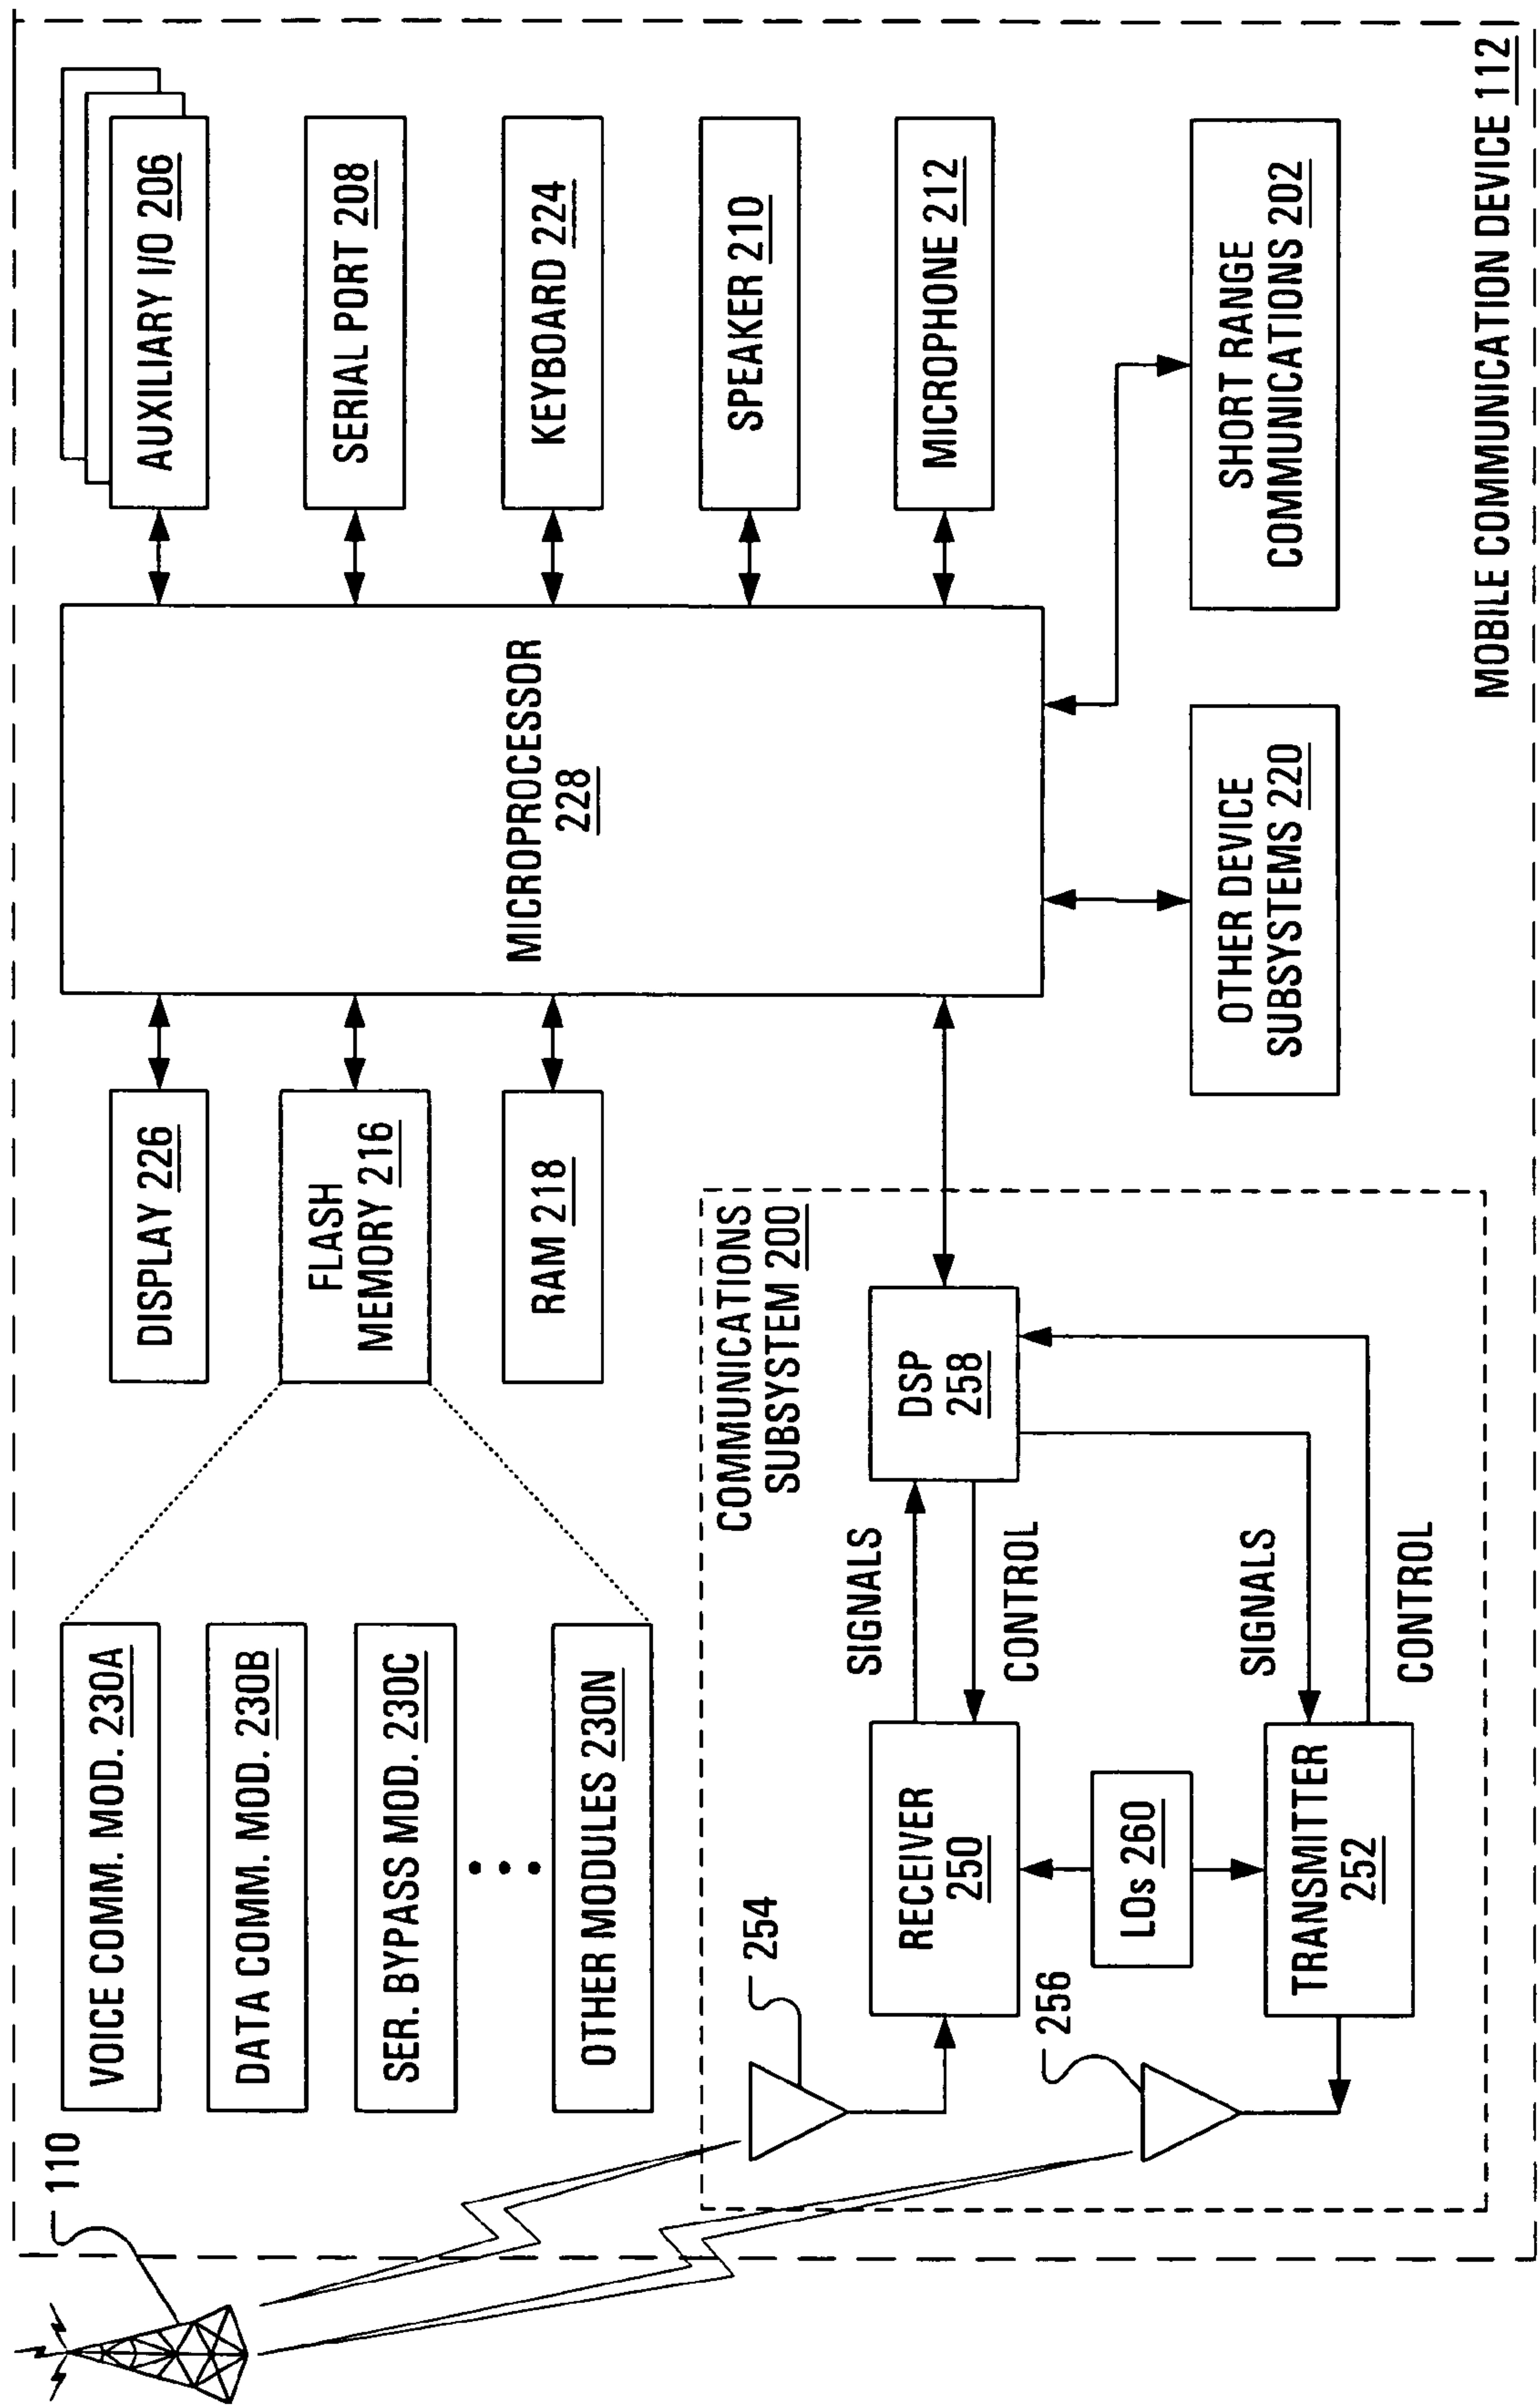 110
VOICE COMM. MOD. 230A
DATA COMM. MOD. 230B
SER. BYPASS MOD. 230C
OTHER MODULES 230N
DISPLAY 226
FLASH
MEMORY 216
RAM 218
MICROPROCESSOR
228
AUXILIARY I/O 206
SERIAL PORT 208
KEYBOARD 224
SPEAKER 210
MICROPHONE 212
COMMUNICATIONS
SUBSYSTEM 200
254
RECEIVER
250
SIGNALS
CONTROL
DSP
258
256
LOs 260
TRANSMITTER
252
SIGNALS
CONTROL
OTHER DEVICE
SUBSYSTEMS 220
SHORT RANGE
COMMUNICATIONS 202
MOBILE COMMUNICATION DEVICE 112